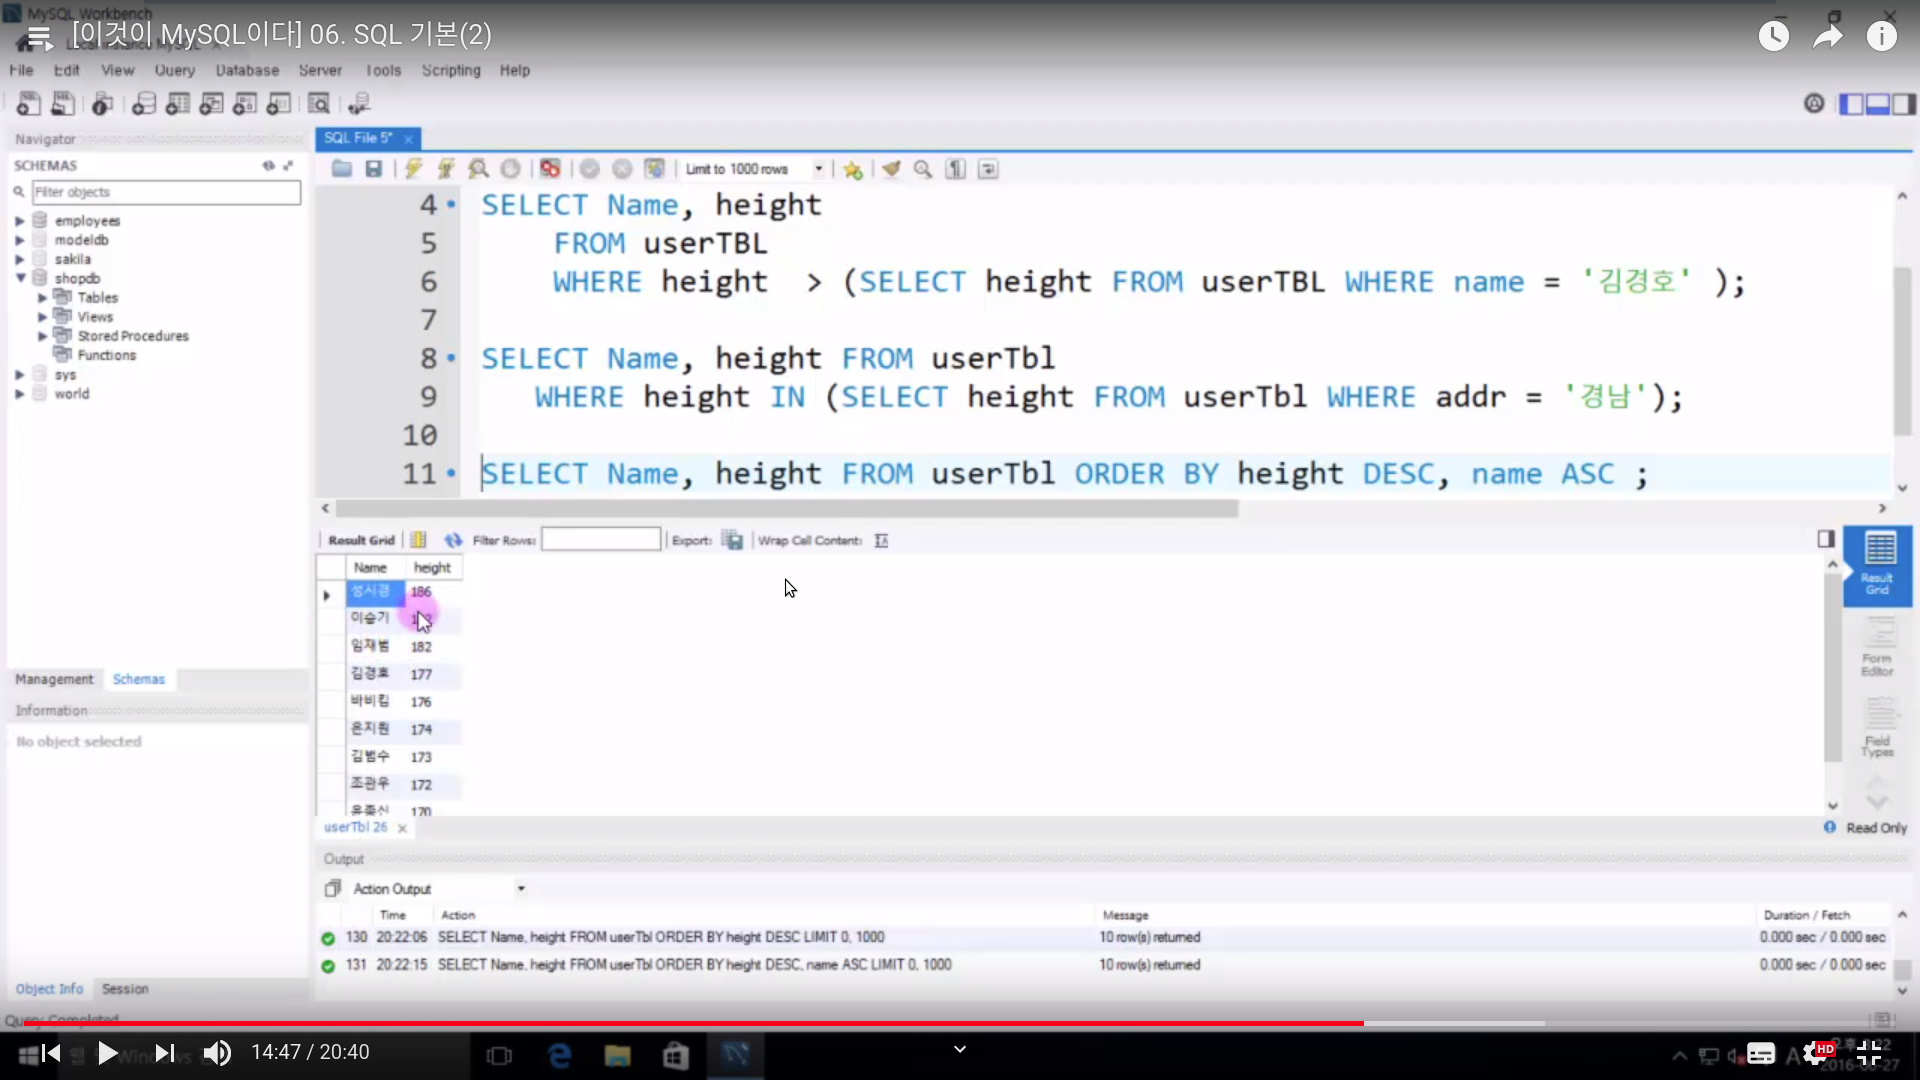 MySQL Workbench
[이것이 MySQL이다] 06. SQL 기본(2)
File Edit View Query Database Server Tools Scripting Help
Navigator
SQL File 5*
SCHEMAS
Limit to 1000 rows
Filter objects
employees
modeldb
sakila
shopdb
Tables
Views
Stored Procedures
Functions
sys
world
4 SELECT Name, height
5 FROM userTBL
6 WHERE height > (SELECT height FROM userTBL WHERE name = '김경호' );
7
8 SELECT Name, height FROM userTbl
9 WHERE height IN (SELECT height FROM userTbl WHERE addr = '경남');
10
11 SELECT Name, height FROM userTbl ORDER BY height DESC, name ASC ;
Result Grid Filter Rows: Export: Wrap Cell Content:
Name height
성시경 186
이승기
임재범 182
김경호 177
바비킴 176
은지원 174
김범수 173
조관우 172
윤종신 170
Result Grid
Form Editor
Field Types
Management Schemas
Information
No object selected
userTbl 26
Read Only
Output
Action Output
Time Action Message Duration / Fetch
130 20:22:06 SELECT Name, height FROM userTbl ORDER BY height DESC LIMIT 0, 1000 10 row(s) returned 0.000 sec / 0.000 sec
131 20:22:15 SELECT Name, height FROM userTbl ORDER BY height DESC, name ASC LIMIT 0, 1000 10 row(s) returned 0.000 sec / 0.000 sec
Object Info Session
Query Completed
14:47 / 20:40
HD